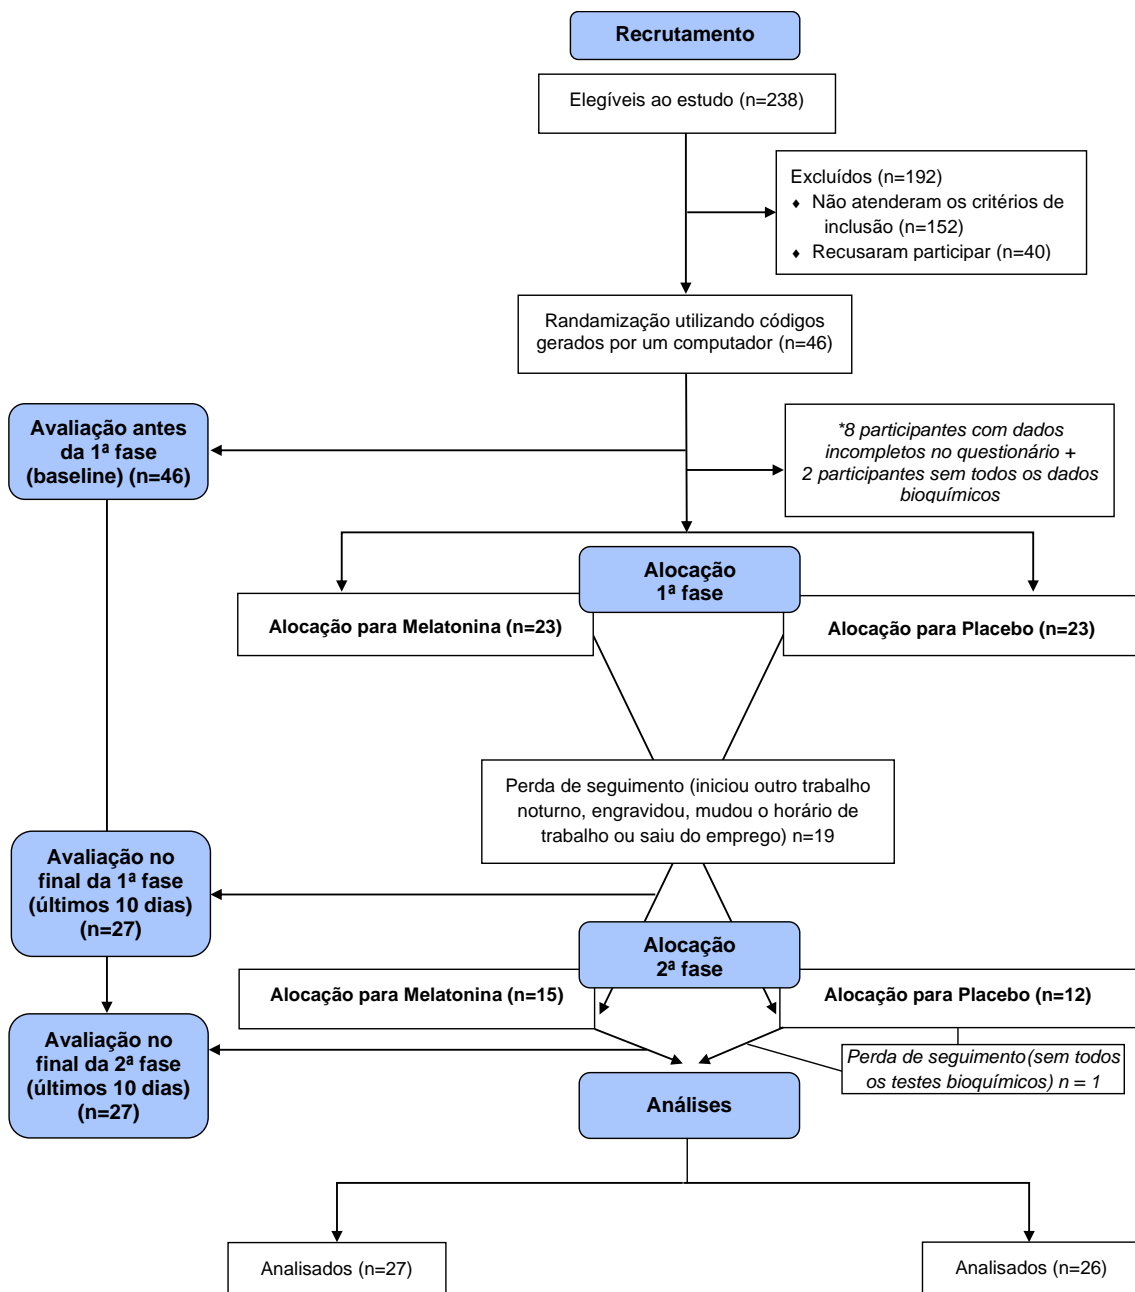 Recrutamento
Elegíveis ao estudo (n=238)
Excluídos (n=192)
♦ Não atenderam os critérios de
inclusão (n=152)
♦ Recusaram participar (n=40)
Randamização utilizando códigos
gerados por um computador (n=46)
Avaliação antes
da 1ª fase
(baseline) (n=46)
*8 participantes com dados
incompletos no questionário +
2 participantes sem todos os dados
bioquímicos
Alocação
1ª fase
Alocação para Melatonina (n=23)
Alocação para Placebo (n=23)
Perda de seguimento (iniciou outro trabalho
noturno, engravidou, mudou o horário de
trabalho ou saiu do emprego) n=19
Avaliação no
final da 1ª fase
(últimos 10 dias)
(n=27)
Alocação
2ª fase
Alocação para Melatonina (n=15)
Alocação para Placebo (n=12)
Avaliação no
final da 2ª fase
(últimos 10 dias)
(n=27)
Perda de seguimento (sem todos
os testes bioquímicos) n = 1
Análises
Analisados (n=27)
Analisados (n=26)